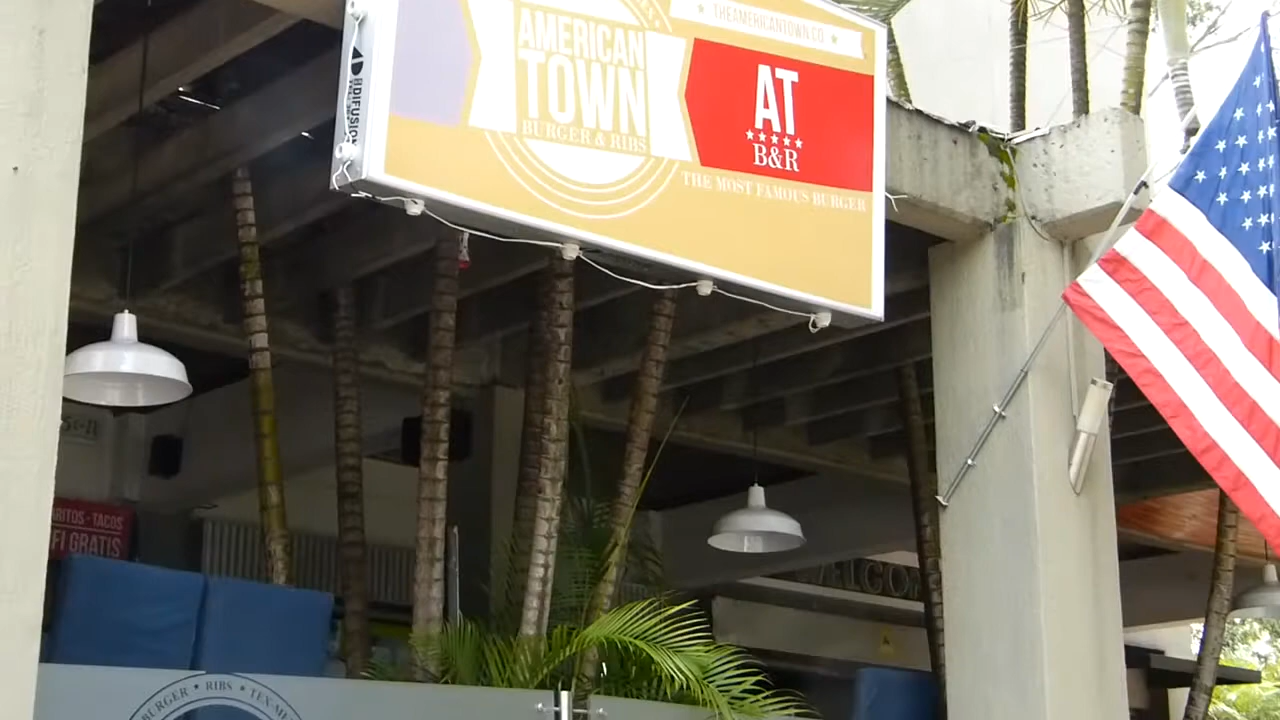 THEAMERICANTOWN.CO
AMERICAN
TOWN
BURGER & RIBS
AT
B&R
THE MOST FAMOUS BURGER
DIFUSION
RITOS - TACOS
FI GRATIS
BURGER • RIBS • TEX-ME